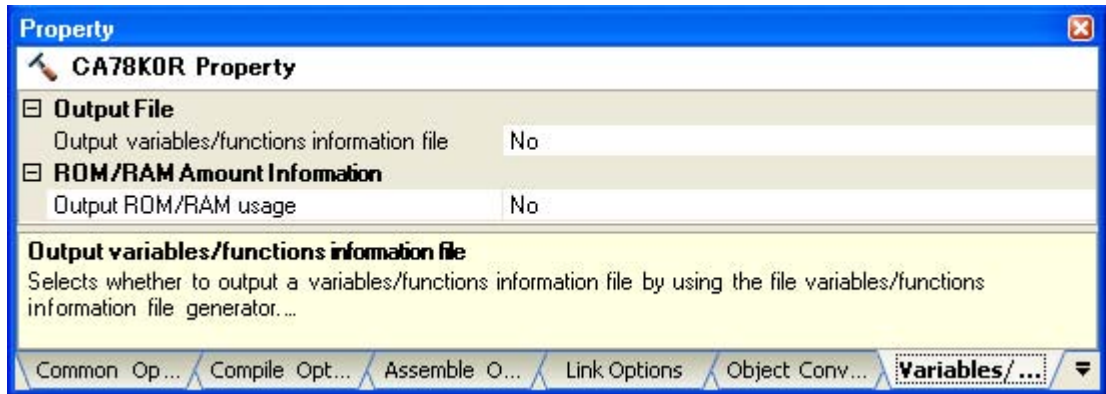 Property
CA78K0R Property
Output File
Output variables/functions information file No
ROM/RAM Amount Information
Output ROM/RAM usage No
Output variables/functions information file
Selects whether to output a variables/functions information file by using the file variables/functions
information file generator....
Common Op... Compile Opt... Assemble O... Link Options Object Conv... Variables/ ...